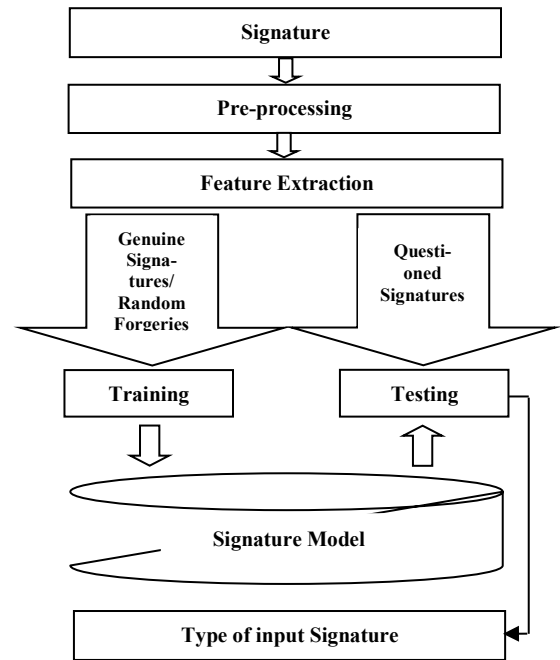 Signature
Pre-processing
Feature Extraction
Genuine
Signa-
tures/
Random
Forgeries
Questi-
oned
Signatures
Training
Testing
Signature Model
Type of input Signature